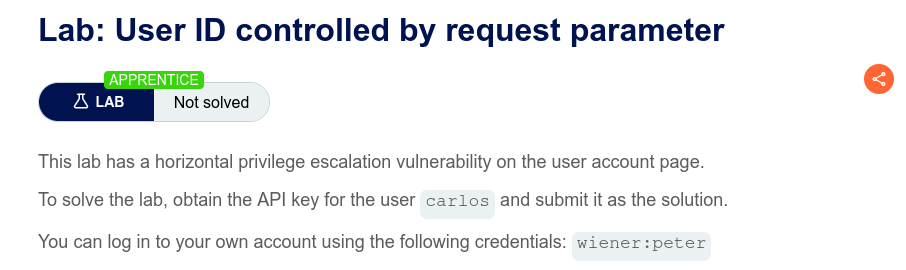 Lab: User ID controlled by request parameter
APPRENTICE
LAB Not solved
This lab has a horizontal privilege escalation vulnerability on the user account page.
To solve the lab, obtain the API key for the user carlos and submit it as the solution.
You can log in to your own account using the following credentials: wiener:peter